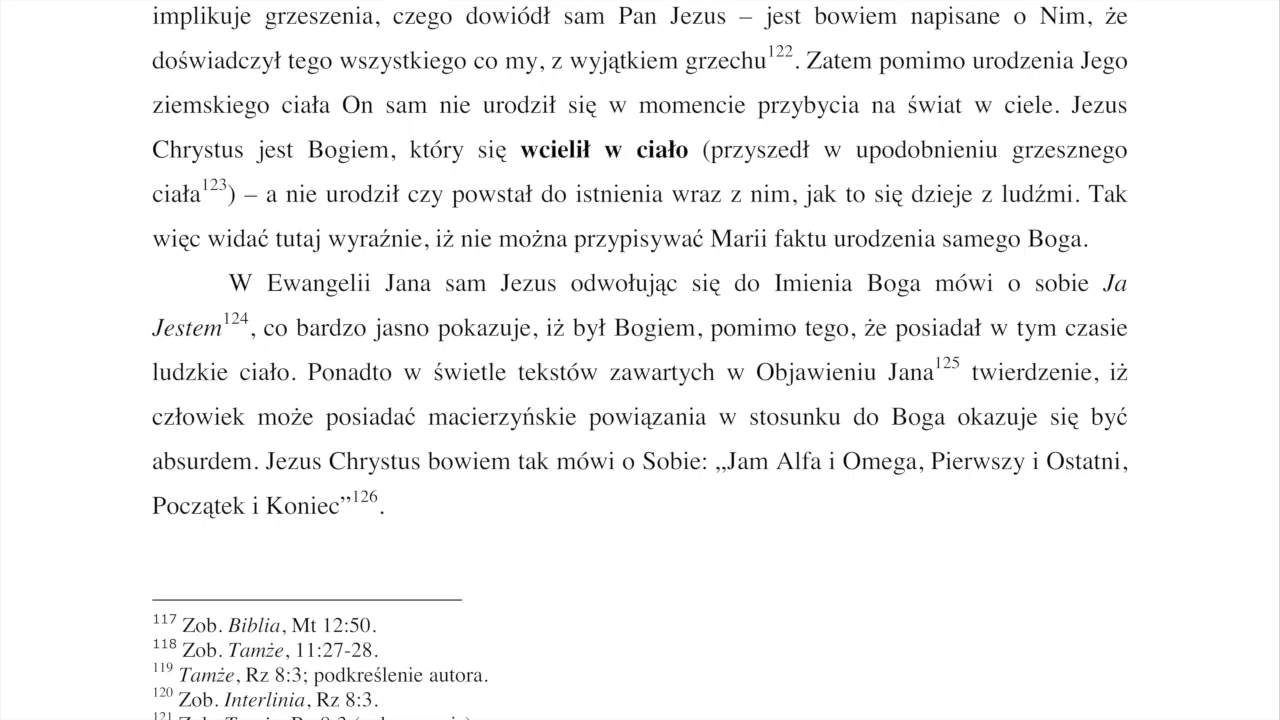 implikuje grzeszenia, czego dowiódł sam Pan Jezus – jest bowiem napisane o Nim, że
doświadczył tego wszystkiego co my, z wyjątkiem grzechu122. Zatem pomimo urodzenia Jego
ziemskiego ciała On sam nie urodził się w momencie przybycia na świat w ciele. Jezus
Chrystus jest Bogiem, który się wcielił w ciało (przyszedł w upodobnieniu grzesznego
ciała123) – a nie urodził czy powstał do istnienia wraz z nim, jak to się dzieje z ludźmi. Tak
więc widać tutaj wyraźnie, iż nie można przypisywać Marii faktu urodzenia samego Boga.
W Ewangelii Jana sam Jezus odwołując się do Imienia Boga mówi o sobie Ja
Jestem124, co bardzo jasno pokazuje, iż był Bogiem, pomimo tego, że posiadał w tym czasie
ludzkie ciało. Ponadto w świetle tekstów zawartych w Objawieniu Jana125 twierdzenie, iż
człowiek może posiadać macierzyńskie powiązania w stosunku do Boga okazuje się być
absurdem. Jezus Chrystus bowiem tak mówi o Sobie: „Jam Alfa i Omega, Pierwszy i Ostatni,
Początek i Koniec”126.
117 Zob. Biblia, Mt 12:50.
118 Zob. Tamże, 11:27-28.
119 Tamże, Rz 8:3; podkreślenie autora.
120 Zob. Interlinia, Rz 8:3.
121 Zob.